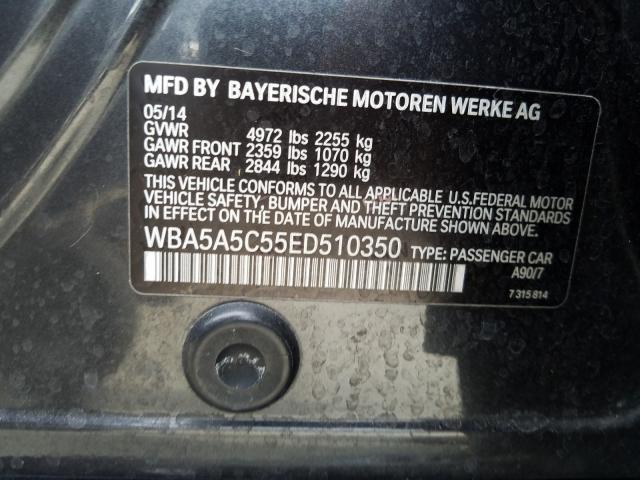 MFD BY BAYERISCHE MOTOREN WERKE AG
05/14
GVWR 4972 lbs 2255 kg
GAWR FRONT 2359 lbs 1070 kg
GAWR REAR 2844 lbs 1290 kg
THIS VEHICLE CONFORMS TO ALL APPLICABLE U.S.FEDERAL MOTOR
VEHICLE SAFETY, BUMPER AND THEFT PREVENTION STANDARDS
IN EFFECT ON THE DATE OF MANUFACTURE SHOWN ABOVE.
WBA5A5C55ED510350 TYPE: PASSENGER CAR
A90/7
7 315 814